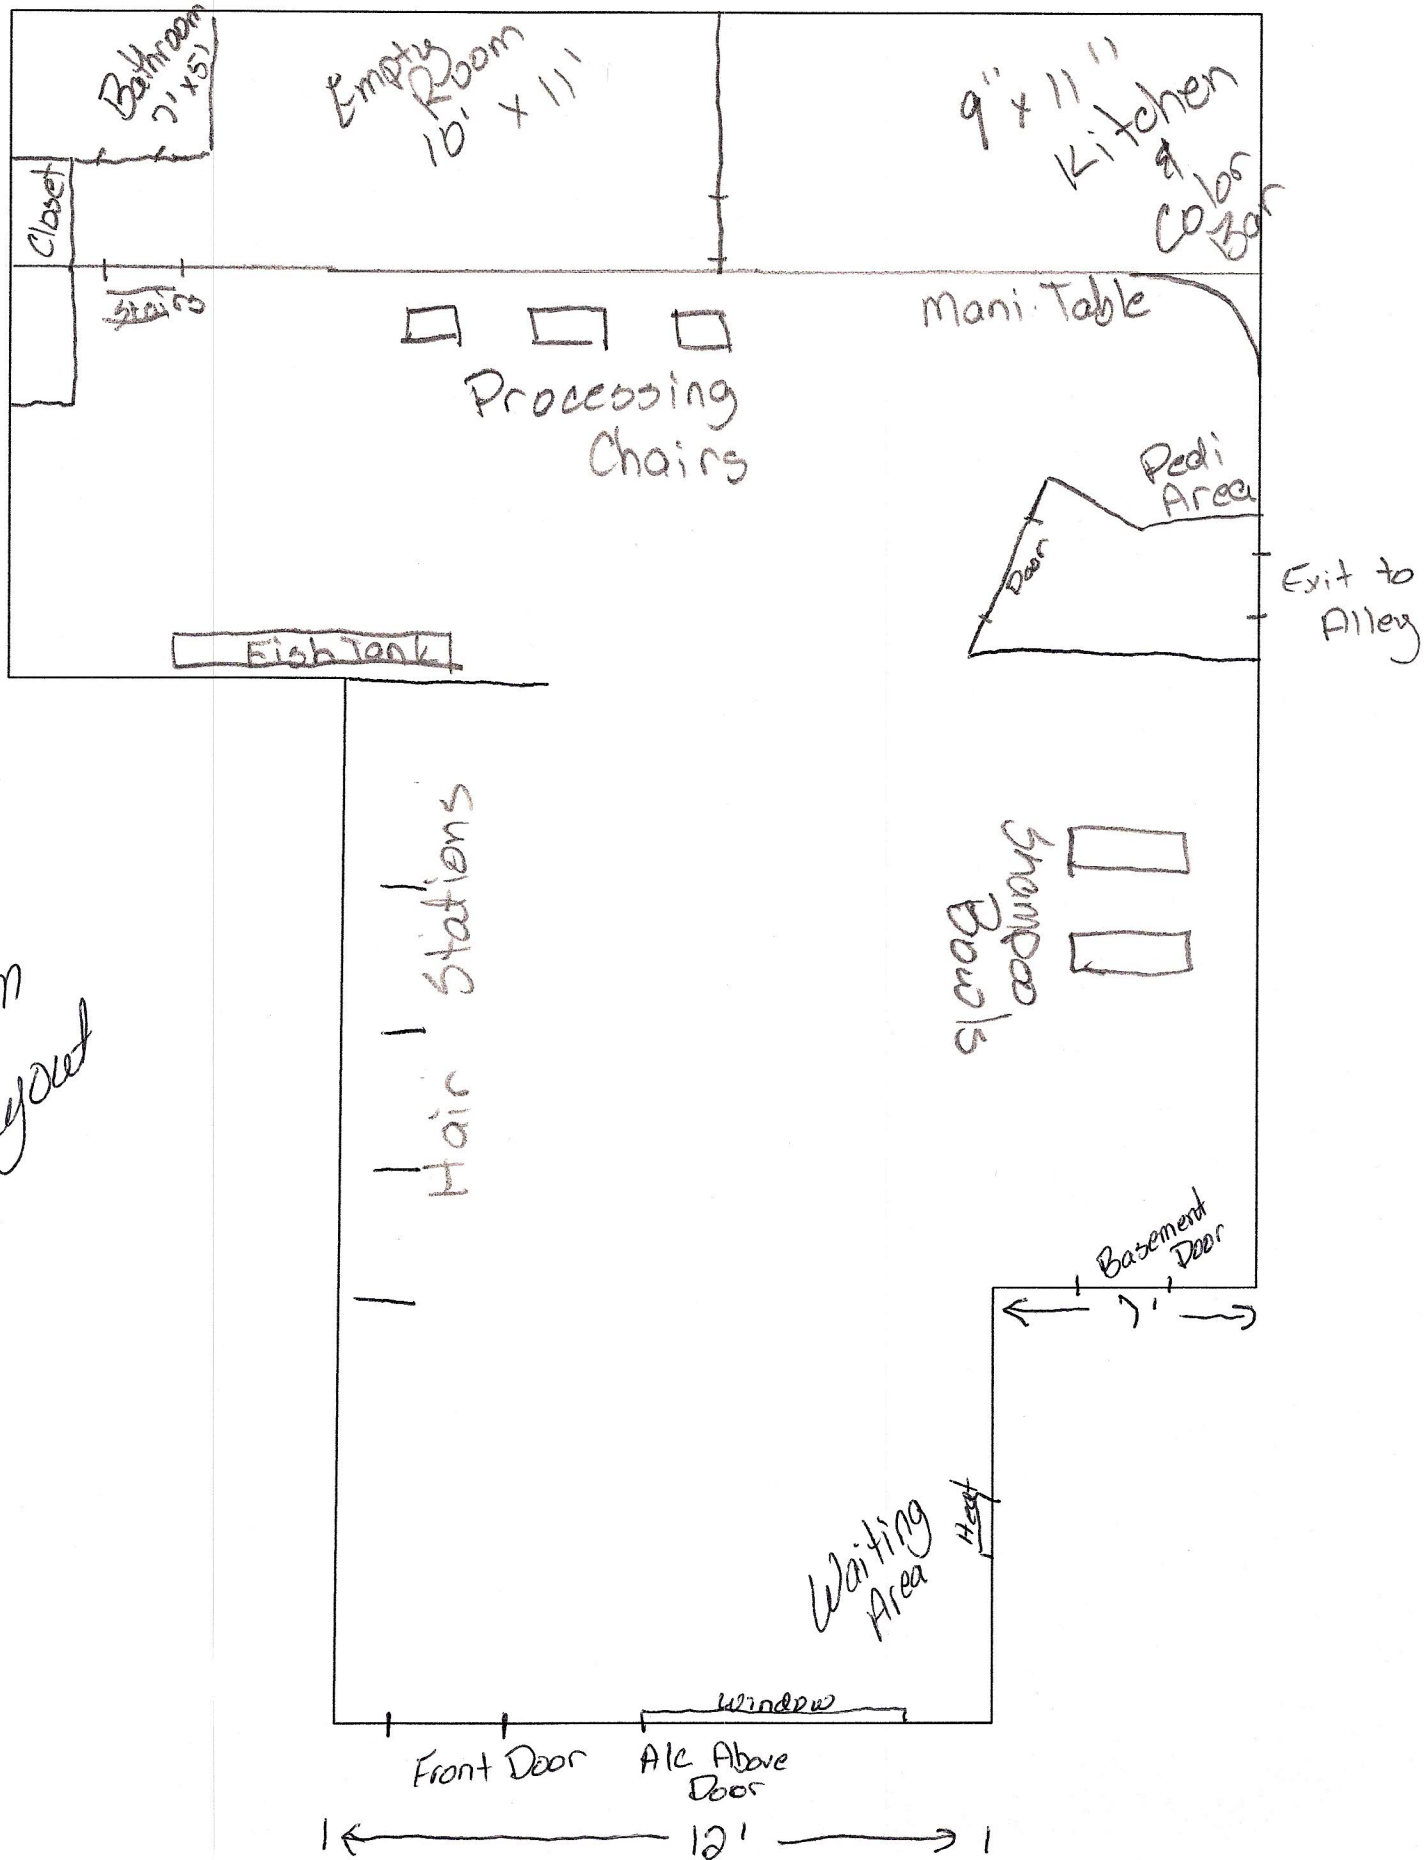 Bathroom
7' x 5'
Empty
Room
10' x 11'
9" x 11"
Kitchen
&
Color
Bar
Closet
Stairs
Mani. Table
Processing
Chairs
Pedi
Area
Door
Exit to
Alley
Fish Tank
Hair Stations
Shampoo
Bowls
Basement
Door
7'
Heat
Waiting
Area
Window
Front Door
A/C Above
Door
12'